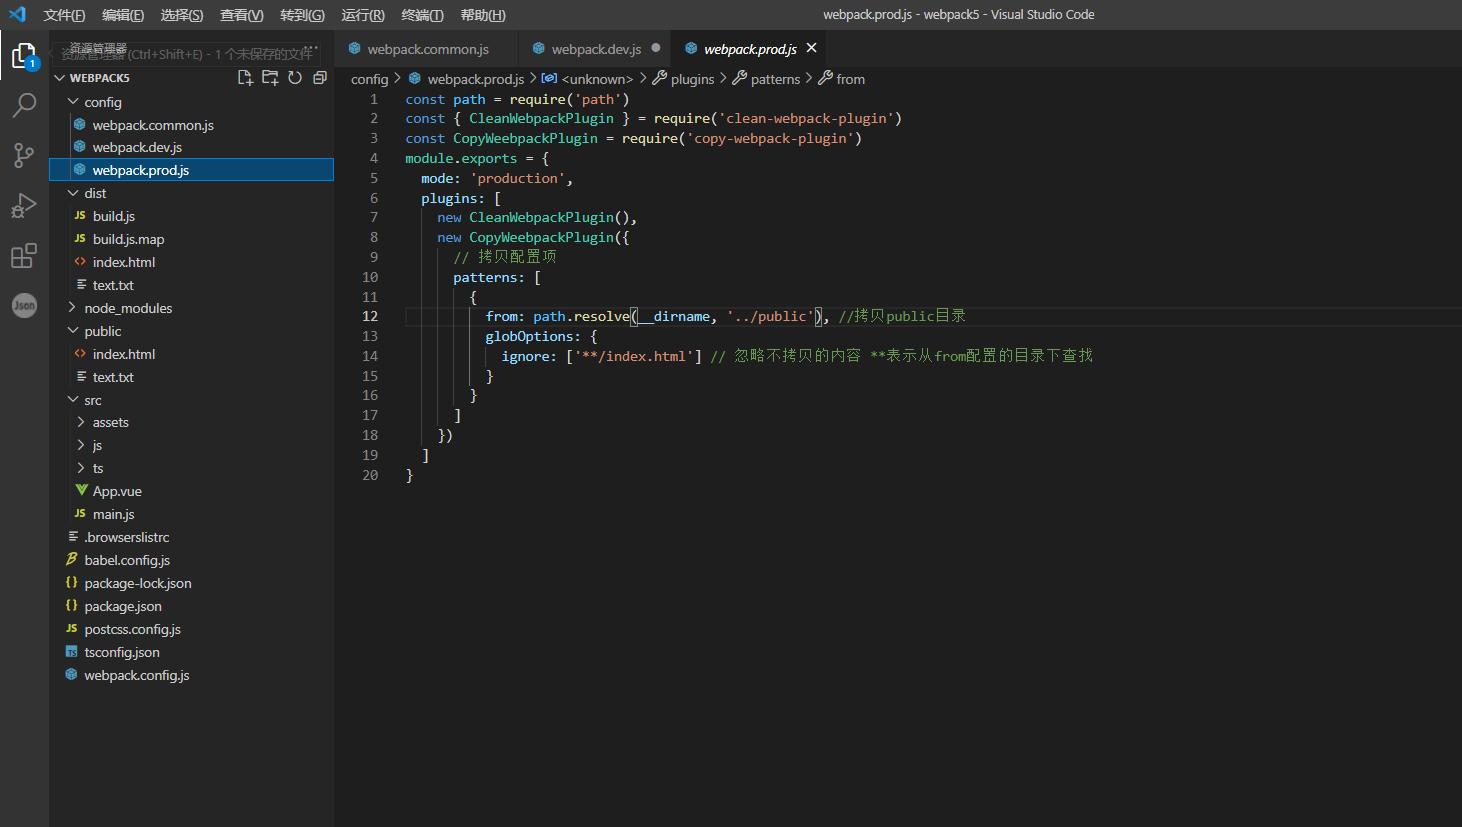 文件(F) 编辑(E) 选择(S) 查看(V) 转到(G) 运行(R) 终端(T) 帮助(H) webpack.prod.js - webpack5 - Visual Studio Code
资源管理器 ...
资源管理器 (Ctrl+Shift+E) - 1 个未保存的文件
1
Json
WEBPACK5
config
webpack.common.js
webpack.dev.js
webpack.prod.js
dist
JS build.js
JS build.js.map
<> index.html
text.txt
node_modules
public
<> index.html
text.txt
src
assets
js
ts
App.vue
JS main.js
.browserslistrc
babel.config.js
{} package-lock.json
{} package.json
JS postcss.config.js
TS tsconfig.json
webpack.config.js
webpack.common.js webpack.dev.js ● webpack.prod.js ×
config > webpack.prod.js > <unknown> > plugins > patterns > from
1 const path = require('path')
2 const { CleanWebpackPlugin } = require('clean-webpack-plugin')
3 const CopyWeebpackPlugin = require('copy-webpack-plugin')
4 module.exports = {
5   mode: 'production',
6   plugins: [
7     new CleanWebpackPlugin(),
8     new CopyWeebpackPlugin({
9       // 拷贝配置项
10       patterns: [
11         {
12           from: path.resolve(__dirname, '../public'), //拷贝public目录
13           globOptions: {
14             ignore: ['**/index.html'] // 忽略不拷贝的内容 **表示从from配置的目录下查找
15           }
16         }
17       ]
18     })
19   ]
20 }